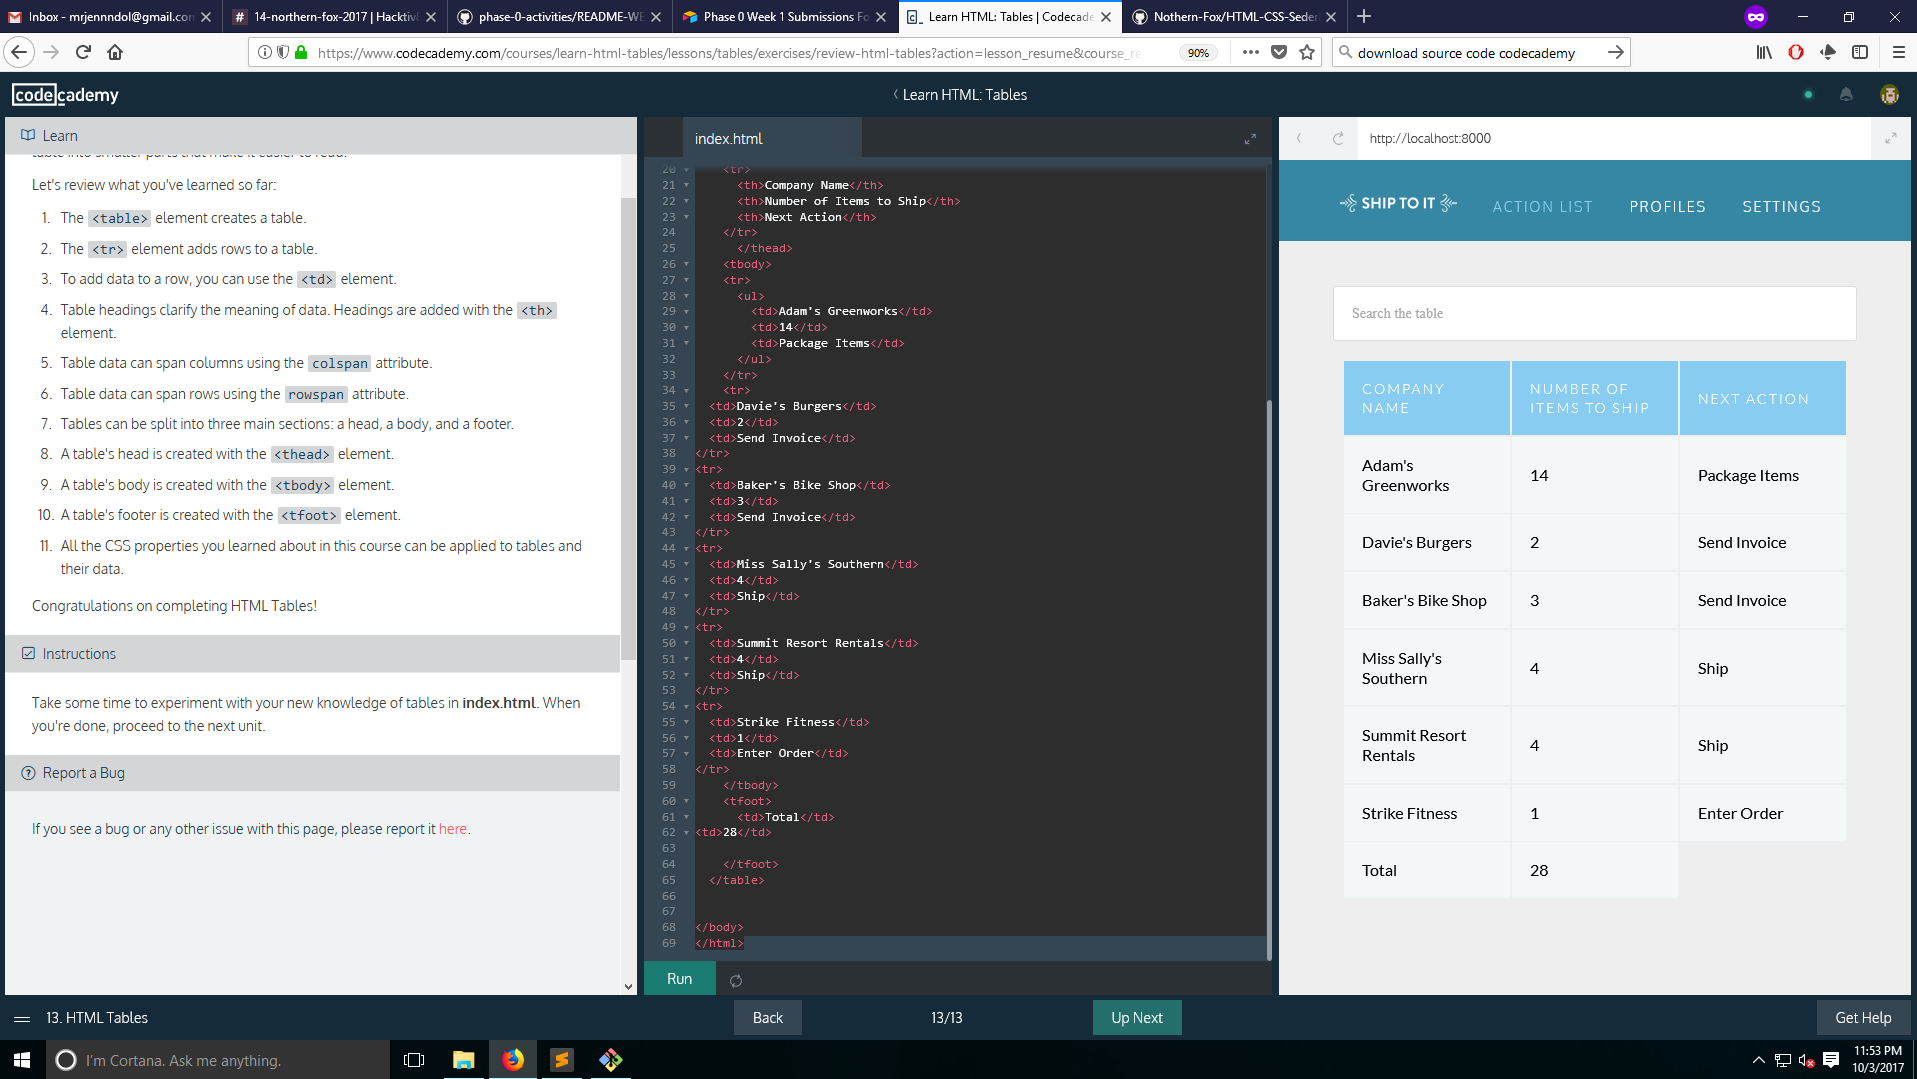 Inbox - mrjennndol@gmail.con
14-northern-fox-2017 | Hacktiv
phase-0-activities/README-WE
Phase 0 Week 1 Submissions Fo
Learn HTML: Tables | Codecade
Nothern-Fox/HTML-CSS-Seder
https://www.codecademy.com/courses/learn-html-tables/lessons/tables/exercises/review-html-tables?action=lesson_resume&course_re
90%
download source code codecademy
codecademy
Learn HTML: Tables
Learn
table into smaller parts that make it easier to read.
Let's review what you've learned so far:
1. The <table> element creates a table.
2. The <tr> element adds rows to a table.
3. To add data to a row, you can use the <td> element.
4. Table headings clarify the meaning of data. Headings are added with the <th>
element.
5. Table data can span columns using the colspan attribute.
6. Table data can span rows using the rowspan attribute.
7. Tables can be split into three main sections: a head, a body, and a footer.
8. A table's head is created with the <thead> element.
9. A table's body is created with the <tbody> element.
10. A table's footer is created with the <tfoot> element.
11. All the CSS properties you learned about in this course can be applied to tables and
their data.
Congratulations on completing HTML Tables!
Instructions
Take some time to experiment with your new knowledge of tables in index.html. When
you're done, proceed to the next unit.
Report a Bug
If you see a bug or any other issue with this page, please report it here.
index.html
20 <tr>
21 <th>Company Name</th>
22 <th>Number of Items to Ship</th>
23 <th>Next Action</th>
24 </tr>
25 </thead>
26 <tbody>
27 <tr>
28 <ul>
29 <td>Adam's Greenworks</td>
30 <td>14</td>
31 <td>Package Items</td>
32 </ul>
33 </tr>
34 <tr>
35 <td>Davie's Burgers</td>
36 <td>2</td>
37 <td>Send Invoice</td>
38 </tr>
39 <tr>
40 <td>Baker's Bike Shop</td>
41 <td>3</td>
42 <td>Send Invoice</td>
43 </tr>
44 <tr>
45 <td>Miss Sally's Southern</td>
46 <td>4</td>
47 <td>Ship</td>
48 </tr>
49 <tr>
50 <td>Summit Resort Rentals</td>
51 <td>4</td>
52 <td>Ship</td>
53 </tr>
54 <tr>
55 <td>Strike Fitness</td>
56 <td>1</td>
57 <td>Enter Order</td>
58 </tr>
59 </tbody>
60 <tfoot>
61 <td>Total</td>
62 <td>28</td>
63
64 </tfoot>
65 </table>
66
67
68 </body>
69 </html>
Run
http://localhost:8000
SHIP TO IT
ACTION LIST
PROFILES
SETTINGS
Search the table
COMPANY NAME
NUMBER OF ITEMS TO SHIP
NEXT ACTION
Adam's Greenworks
14
Package Items
Davie's Burgers
2
Send Invoice
Baker's Bike Shop
3
Send Invoice
Miss Sally's Southern
4
Ship
Summit Resort Rentals
4
Ship
Strike Fitness
1
Enter Order
Total
28
13. HTML Tables
Back
13/13
Up Next
Get Help
I'm Cortana. Ask me anything.
11:53 PM
10/3/2017